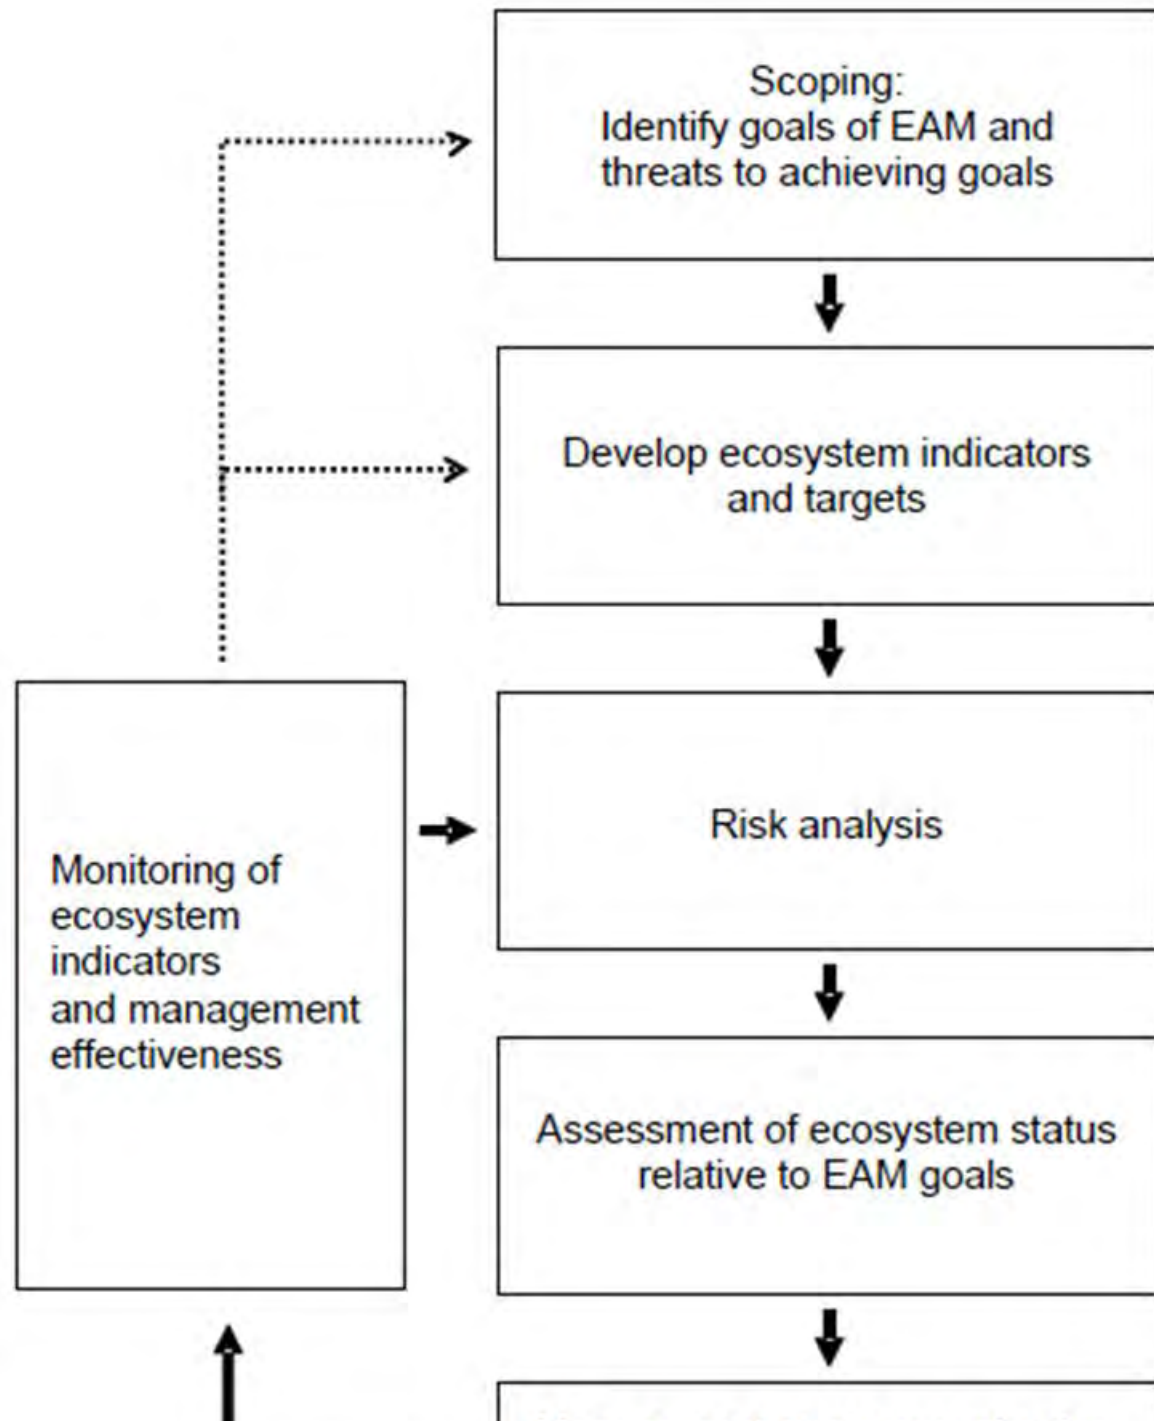 Scoping:
Identify goals of EAM and
threats to achieving goals
Develop ecosystem indicators
and targets
Risk analysis
Monitoring of
ecosystem
indicators
and management
effectiveness
Assessment of ecosystem status
relative to EAM goals